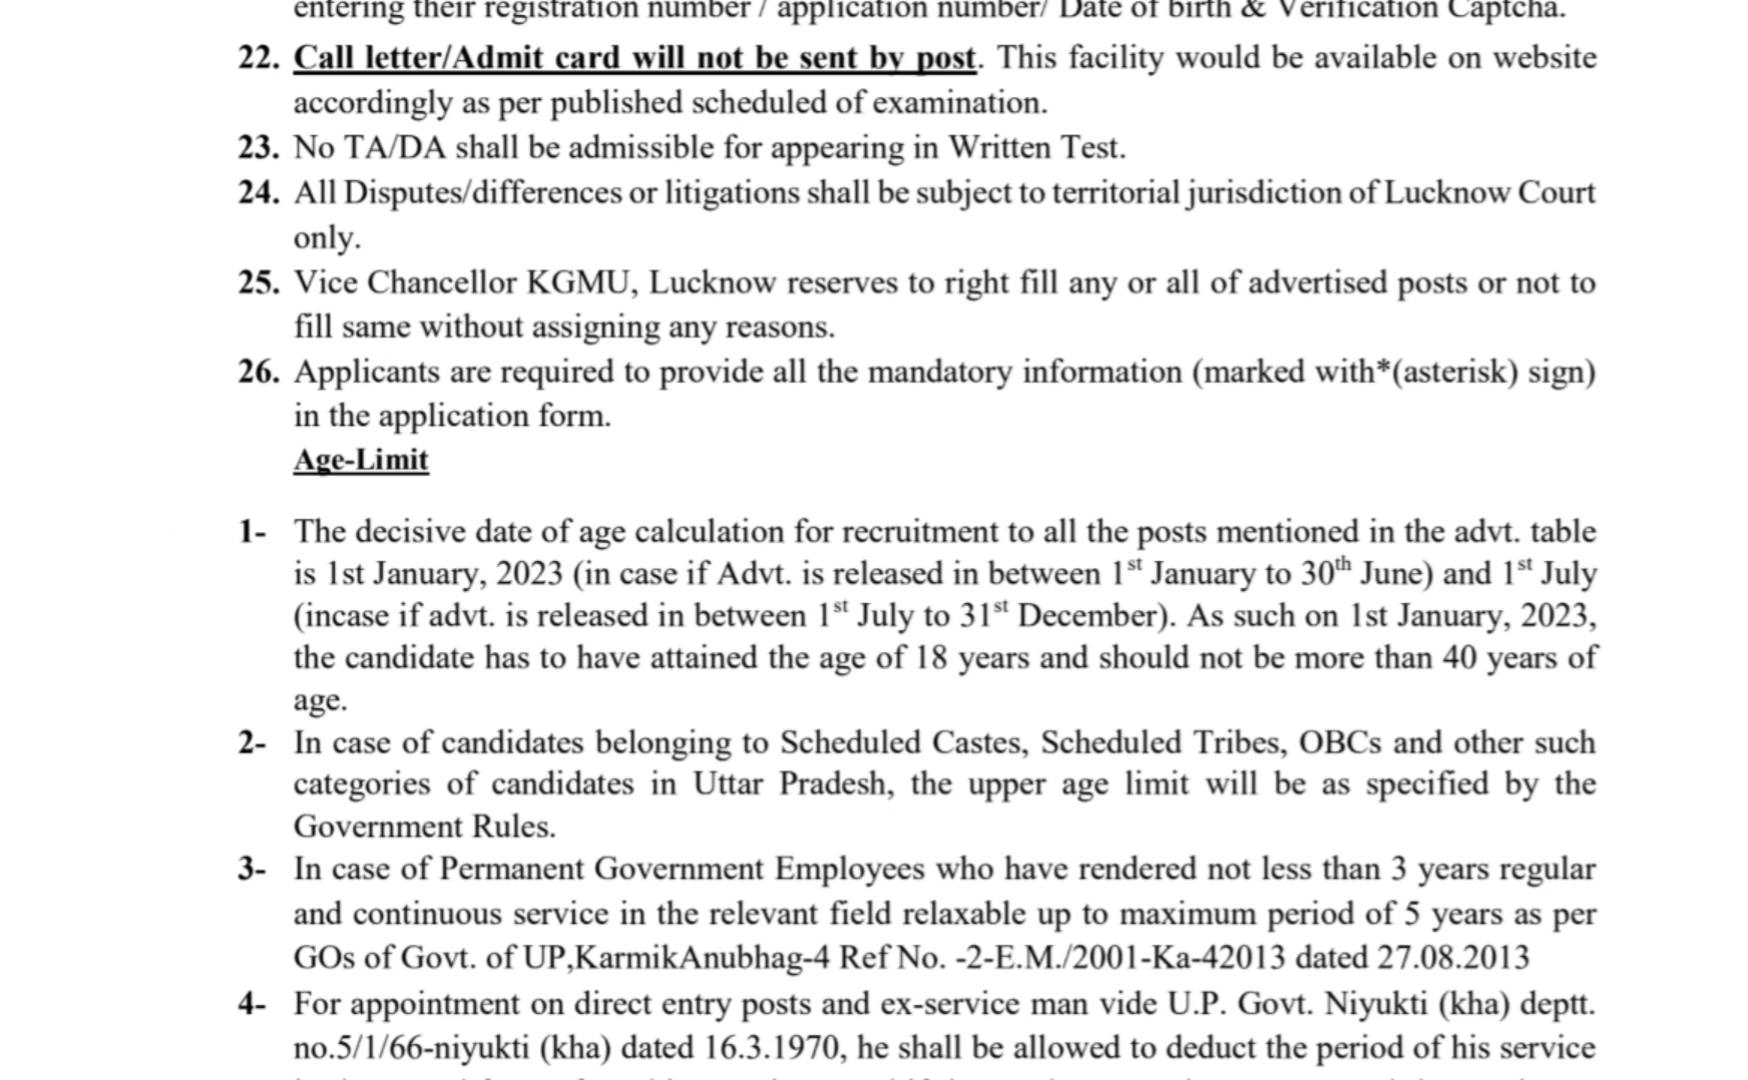 entering their registration number / application number/ Date of birth & Verification Captcha.
22. Call letter/Admit card will not be sent by post. This facility would be available on website
accordingly as per published scheduled of examination.
23. No TA/DA shall be admissible for appearing in Written Test.
24. All Disputes/differences or litigations shall be subject to territorial jurisdiction of Lucknow Court
only.
25. Vice Chancellor KGMU, Lucknow reserves to right fill any or all of advertised posts or not to
fill same without assigning any reasons.
26. Applicants are required to provide all the mandatory information (marked with*(asterisk) sign)
in the application form.
Age-Limit
1- The decisive date of age calculation for recruitment to all the posts mentioned in the advt. table
is 1st January, 2023 (in case if Advt. is released in between 1st January to 30th June) and 1st July
(incase if advt. is released in between 1st July to 31st December). As such on 1st January, 2023,
the candidate has to have attained the age of 18 years and should not be more than 40 years of
age.
2- In case of candidates belonging to Scheduled Castes, Scheduled Tribes, OBCs and other such
categories of candidates in Uttar Pradesh, the upper age limit will be as specified by the
Government Rules.
3- In case of Permanent Government Employees who have rendered not less than 3 years regular
and continuous service in the relevant field relaxable up to maximum period of 5 years as per
GOs of Govt. of UP,KarmikAnubhag-4 Ref No. -2-E.M./2001-Ka-42013 dated 27.08.2013
4- For appointment on direct entry posts and ex-service man vide U.P. Govt. Niyukti (kha) deptt.
no.5/1/66-niyukti (kha) dated 16.3.1970, he shall be allowed to deduct the period of his service